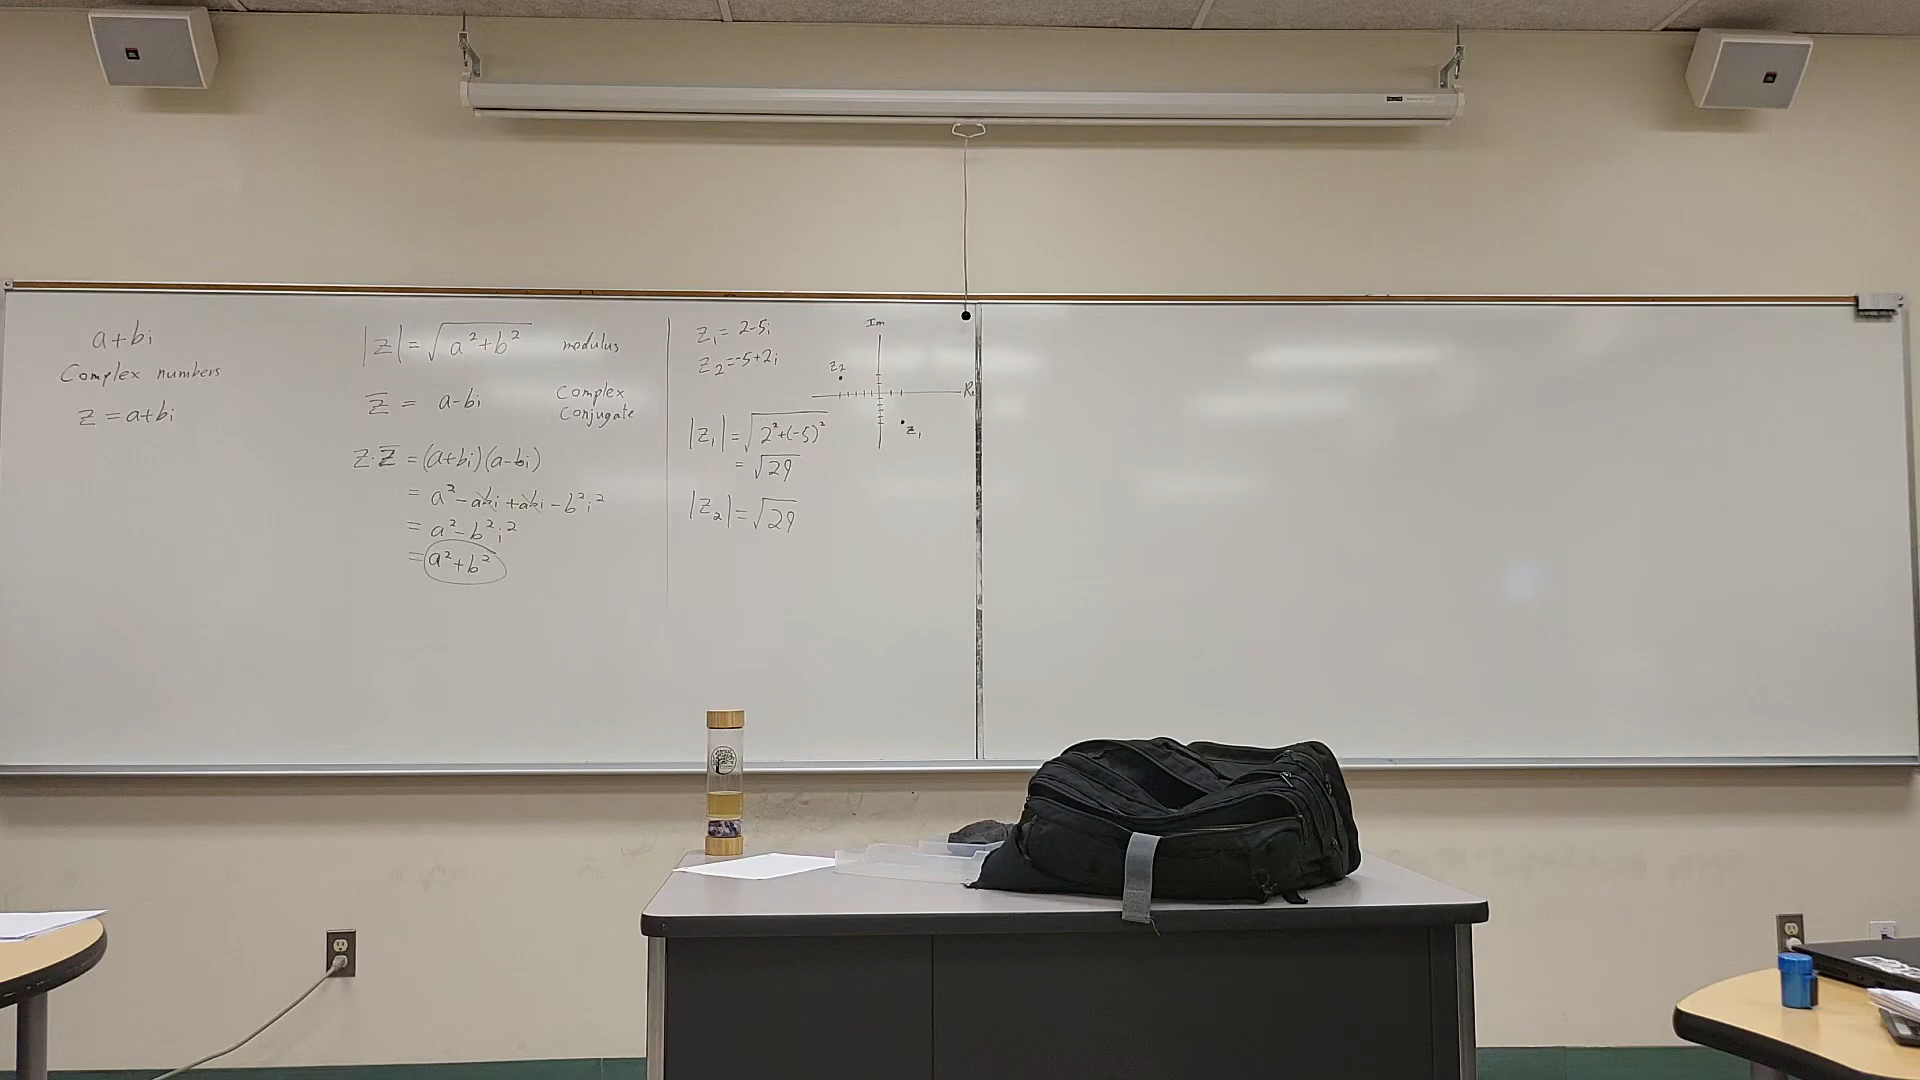 a+bi
Complex numbers
z = a+bi
|z| = √(a²+b²) modulus
z̅ = a-bi Complex Conjugate
z·z̅ = (a+bi)(a-bi)
= a² - abi + abi - b²i²
= a² - b²i²
= a²+b²
z₁ = 2-5i
z₂ = -5+2i
|z₁| = √(2²+(-5)²)
= √29
|z₂| = √29
Im
z₂
Re
z₁